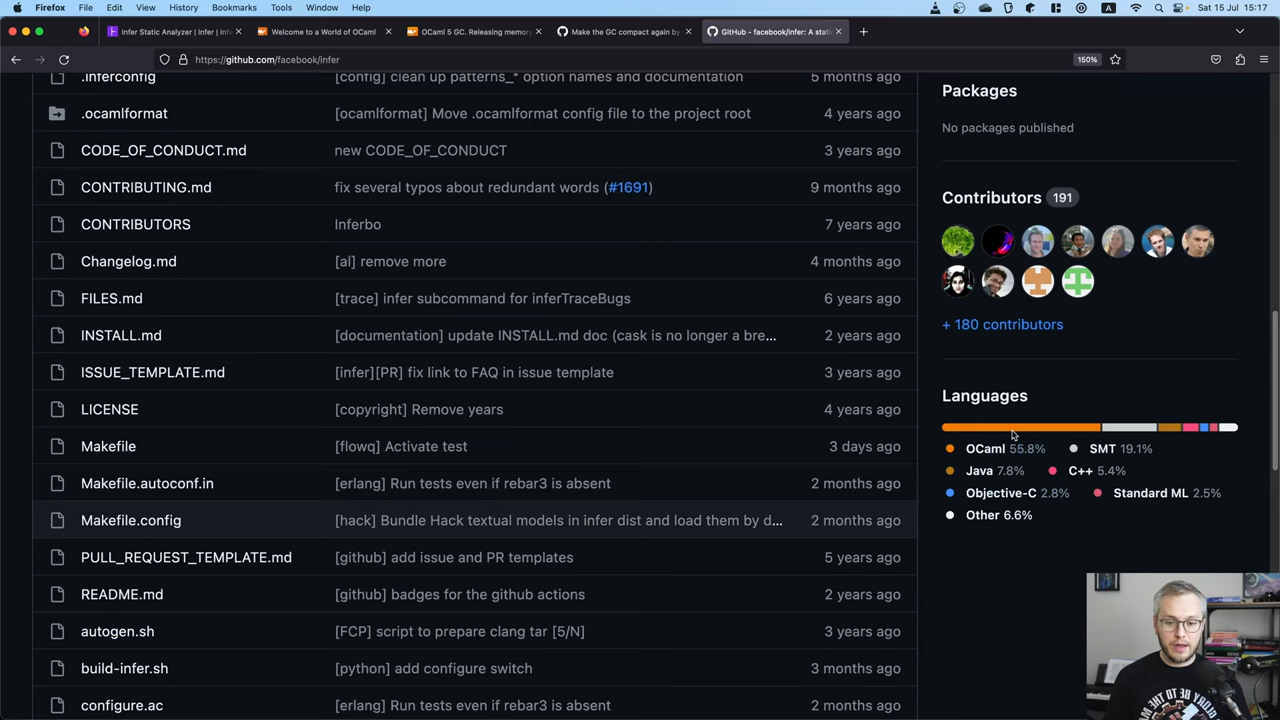 Firefox File Edit View History Bookmarks Tools Window Help A Sat 15 Jul 15:17
Infer Static Analyzer | Infer | Infer Welcome to a World of OCaml OCaml 5 GC. Releasing memory Make the GC compact again by GitHub - facebook/infer: A stati
https://github.com/facebook/infer 150%
.inferconfig [config] clean up patterns_* option names and documentation 5 months ago
.ocamlformat [ocamlformat] Move .ocamlformat config file to the project root 4 years ago
CODE_OF_CONDUCT.md new CODE_OF_CONDUCT 3 years ago
CONTRIBUTING.md fix several typos about redundant words (#1691) 9 months ago
CONTRIBUTORS Inferbo 7 years ago
Changelog.md [al] remove more 4 months ago
FILES.md [trace] Infer subcommand for inferTraceBugs 6 years ago
INSTALL.md [documentation] update INSTALL.md doc (cask is no longer a bre... 2 months ago
ISSUE_TEMPLATE.md [infer][PR] fix link to FAQ in issue template 3 years ago
LICENSE [copyright] Remove years 4 years ago
Makefile [flowq] Activate test 3 days ago
Makefile.autoconf.in [erlang] Run tests even if rebar3 is absent 2 months ago
Makefile.config [hack] Bundle Hack textual models in infer dist and load them by d... 2 months ago
PULL_REQUEST_TEMPLATE.md [github] add issue and PR templates 5 years ago
README.md [github] badges for the github actions 2 years ago
autogen.sh [FCP] script to prepare clang tar [5/N] 3 years ago
build-infer.sh [python] add configure switch 3 months ago
configure.ac [erlang] Run tests even if rebar3 is absent 2 months ago
Packages
No packages published
Contributors 191
+ 180 contributors
Languages
OCaml 55.8% SMT 19.1%
Java 7.8% C++ 5.4%
Objective-C 2.8% Standard ML 2.5%
Other 6.6%
GLORY BE TO THE